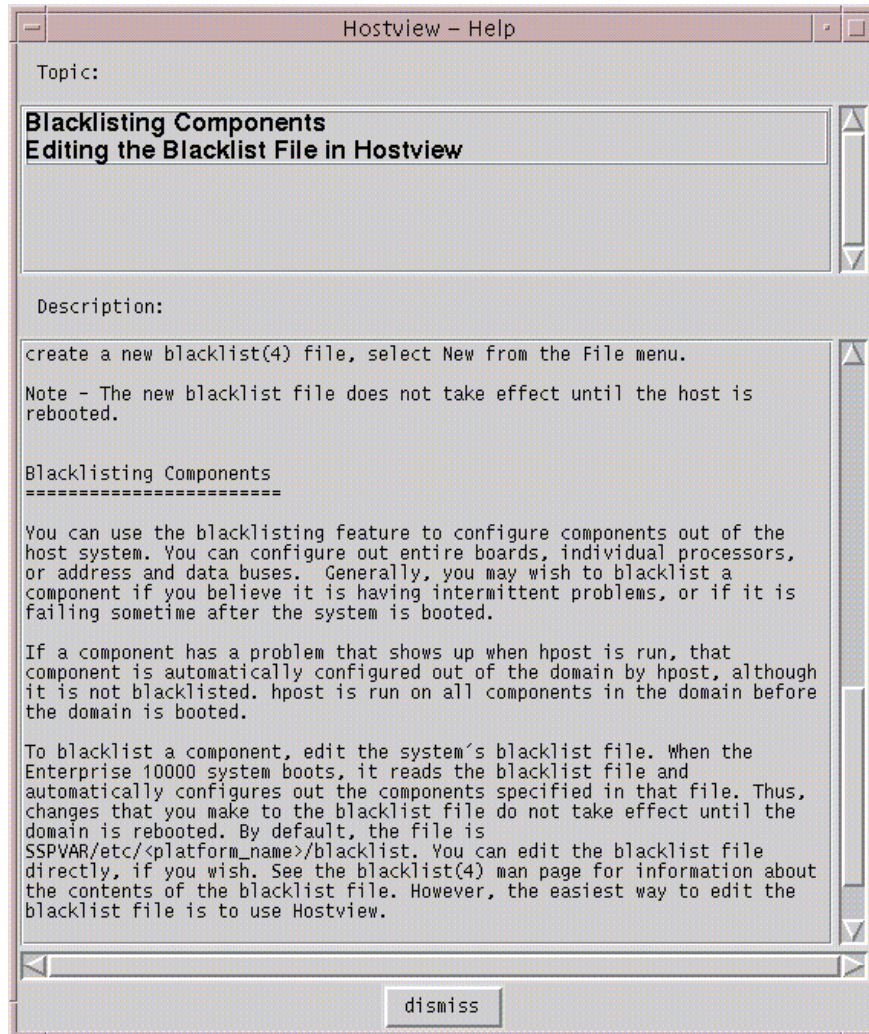 Hostview – Help
Topic:
Blacklisting Components
Editing the Blacklist File in Hostview
Description:
create a new blacklist(4) file, select New from the File menu.
Note - The new blacklist file does not take effect until the host is
rebooted.
Blacklisting Components
========================
You can use the blacklisting feature to configure components out of the
host system. You can configure out entire boards, individual processors,
or address and data buses.  Generally, you may wish to blacklist a
component if you believe it is having intermittent problems, or if it is
failing sometime after the system is booted.
If a component has a problem that shows up when hpost is run, that
component is automatically configured out of the domain by hpost, although
it is not blacklisted. hpost is run on all components in the domain before
the domain is booted.
To blacklist a component, edit the system´s blacklist file. When the
Enterprise 10000 system boots, it reads the blacklist file and
automatically configures out the components specified in that file. Thus,
changes that you make to the blacklist file do not take effect until the
domain is rebooted. By default, the file is
SSPVAR/etc/<platform_name>/blacklist. You can edit the blacklist file
directly, if you wish. See the blacklist(4) man page for information about
the contents of the blacklist file. However, the easiest way to edit the
blacklist file is to use Hostview.
dismiss